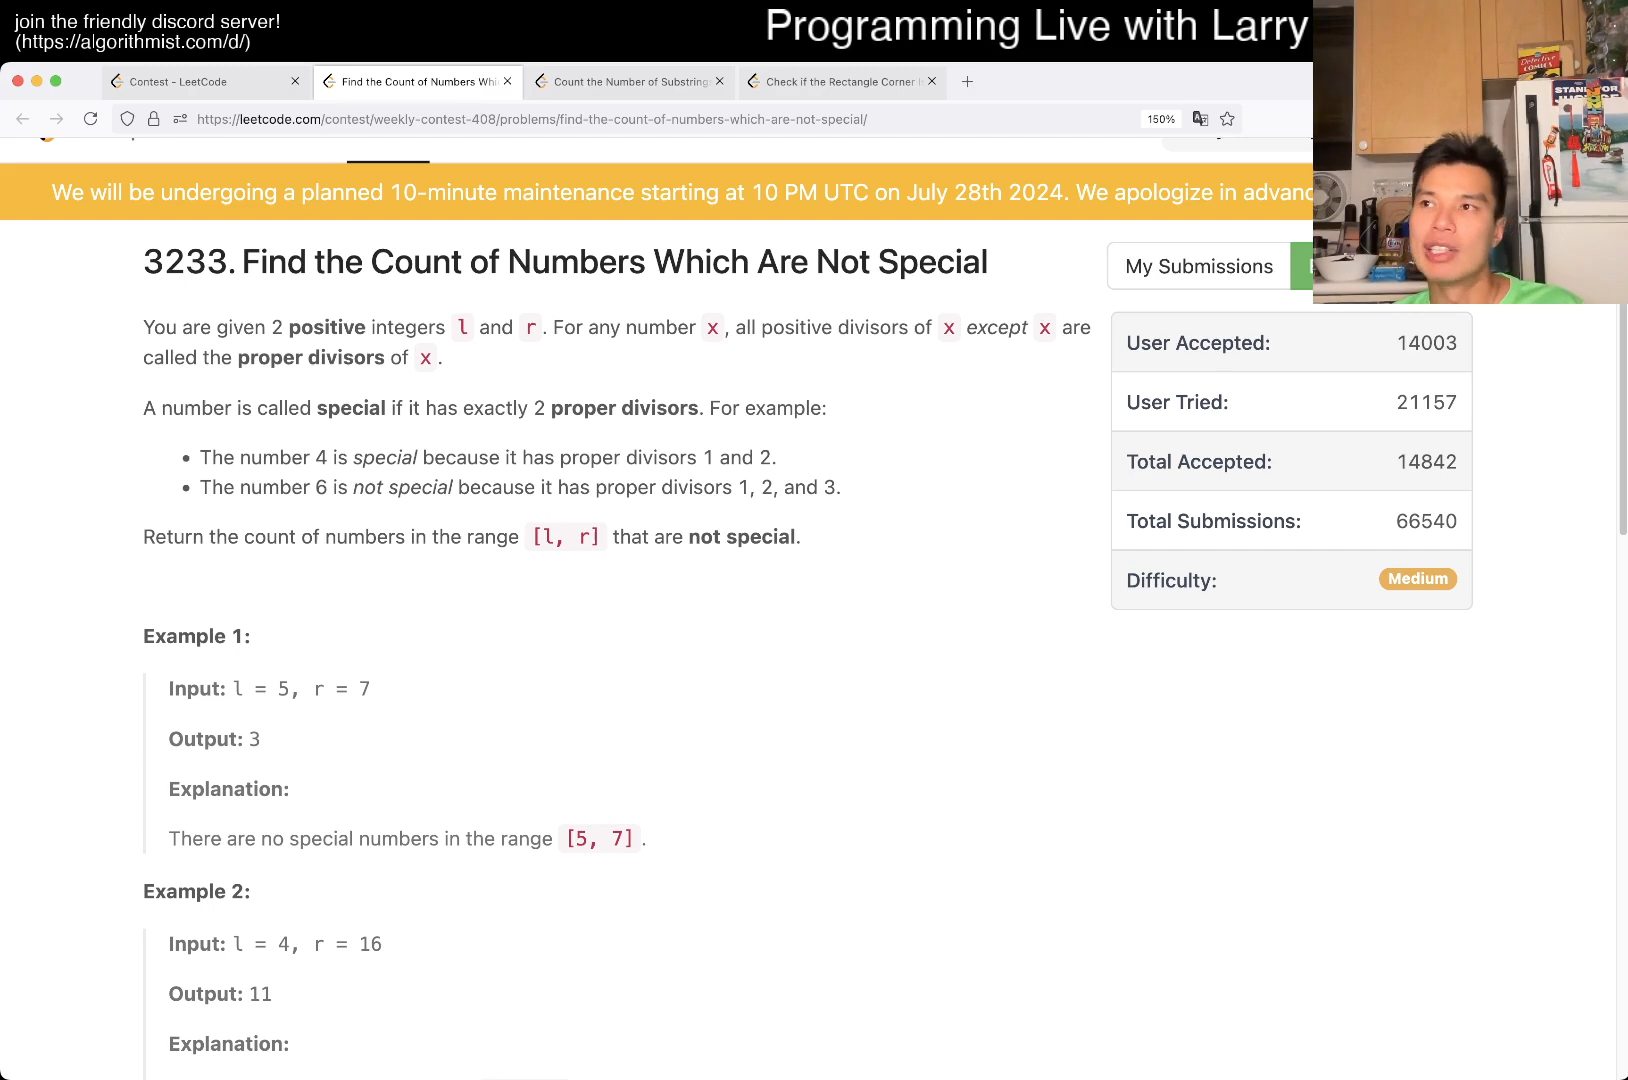 join the friendly discord server!
(https://algorithmist.com/d/)
Programming Live with Larry
Contest - LeetCode
Find the Count of Numbers Whi
Count the Number of Substring
Check if the Rectangle Corner I
https://leetcode.com/contest/weekly-contest-408/problems/find-the-count-of-numbers-which-are-not-special/
150%
We will be undergoing a planned 10-minute maintenance starting at 10 PM UTC on July 28th 2024. We apologize in advanc
3233. Find the Count of Numbers Which Are Not Special
My Submissions
You are given 2 positive integers l and r. For any number x, all positive divisors of x except x are
called the proper divisors of x.
A number is called special if it has exactly 2 proper divisors. For example:
• The number 4 is special because it has proper divisors 1 and 2.
• The number 6 is not special because it has proper divisors 1, 2, and 3.
Return the count of numbers in the range [l, r] that are not special.
User Accepted: 14003
User Tried: 21157
Total Accepted: 14842
Total Submissions: 66540
Difficulty: Medium
Example 1:
Input: l = 5, r = 7
Output: 3
Explanation:
There are no special numbers in the range [5, 7].
Example 2:
Input: l = 4, r = 16
Output: 11
Explanation: